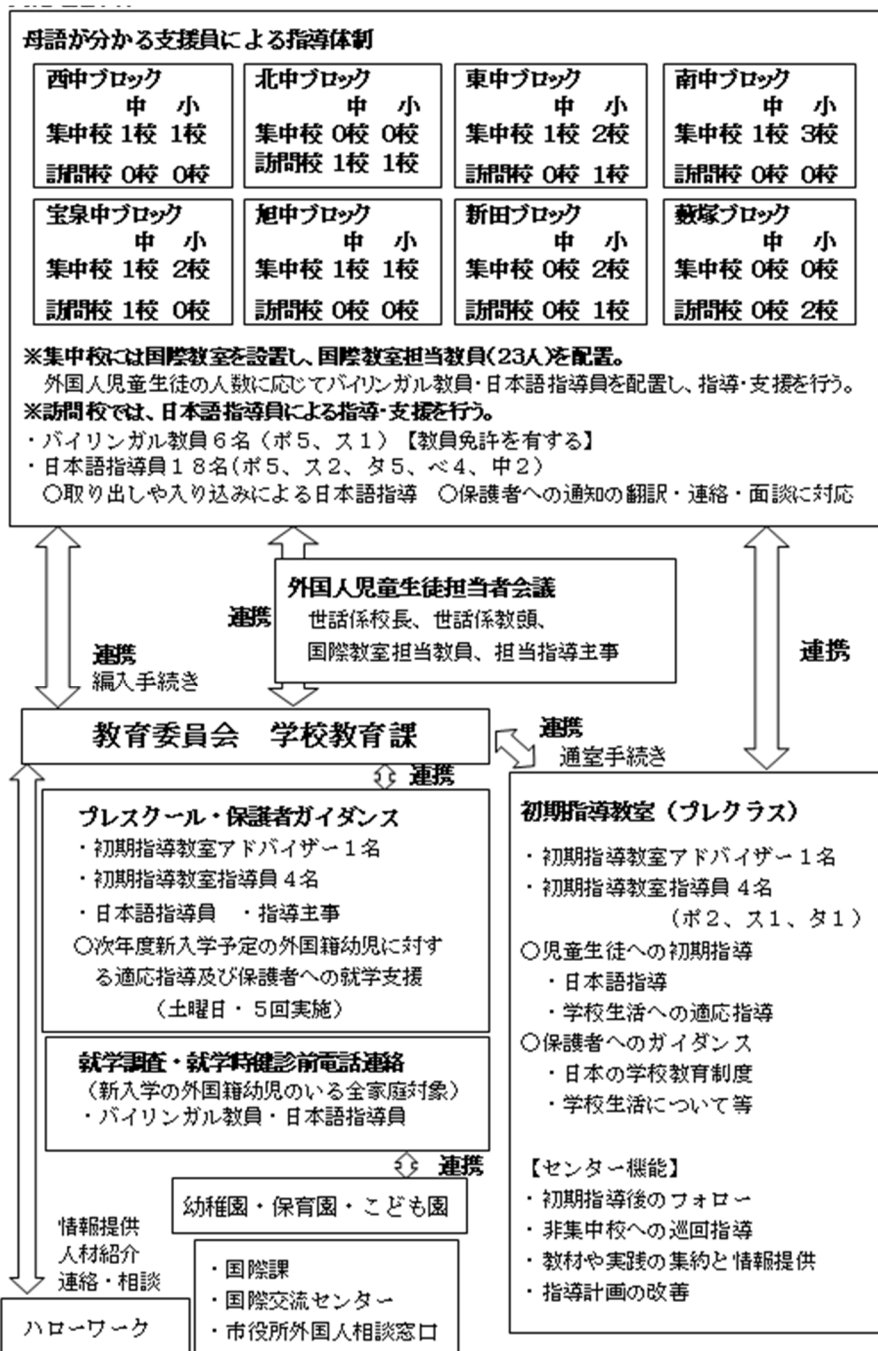 母語が分かる支援員による指導体制
西中ブロック
中 小
集中校 1校 1校
訪問校 0校 0校
北中ブロック
中 小
集中校 0校 0校
訪問校 1校 1校
東中ブロック
中 小
集中校 1校 2校
訪問校 0校 1校
南中ブロック
中 小
集中校 1校 3校
訪問校 0校 0校
宝泉中ブロック
中 小
集中校 1校 2校
訪問校 1校 0校
旭中ブロック
中 小
集中校 1校 1校
訪問校 0校 0校
新田ブロック
中 小
集中校 0校 2校
訪問校 0校 1校
藪塚ブロック
中 小
集中校 0校 0校
訪問校 0校 2校
※集中校には国際教室を設置し、国際教室担当教員(23人)を配置。
外国人児童生徒の人数に応じてバイリンガル教員・日本語指導員を配置し、指導・支援を行う。
※訪問校では、日本語指導員による指導・支援を行う。
・バイリンガル教員6名(ポ5、ス1)【教員免許を有する】
・日本語指導員18名(ポ5、ス2、タ5、ベ4、中2)
○取り出しや入り込みによる日本語指導 ○保護者への通知の翻訳・連絡・面談に対応
外国人児童生徒担当者会議
世話係校長、世話係教頭、
国際教室担当教員、担当指導主事
連携
連携
編入手続き
連携
教育委員会 学校教育課
連携
通室手続き
連携
プレスクール・保護者ガイダンス
・初期指導教室アドバイザー1名
・初期指導教室指導員4名
・日本語指導員 ・指導主事
○次年度新入学予定の外国籍幼児に対す
る適応指導及び保護者への就学支援
(土曜日・5回実施)
就学調査・就学時健診前電話連絡
(新入学の外国籍幼児のいる全家庭対象)
・バイリンガル教員・日本語指導員
連携
幼稚園・保育園・こども園
情報提供
人材紹介
連絡・相談
ハローワーク
・国際課
・国際交流センター
・市役所外国人相談窓口
初期指導教室(プレクラス)
・初期指導教室アドバイザー1名
・初期指導教室指導員4名
(ポ2、ス1、タ1)
○児童生徒への初期指導
・日本語指導
・学校生活への適応指導
○保護者へのガイダンス
・日本の学校教育制度
・学校生活について等
【センター機能】
・初期指導後のフォロー
・非集中校への巡回指導
・教材や実践の集約と情報提供
・指導計画の改善